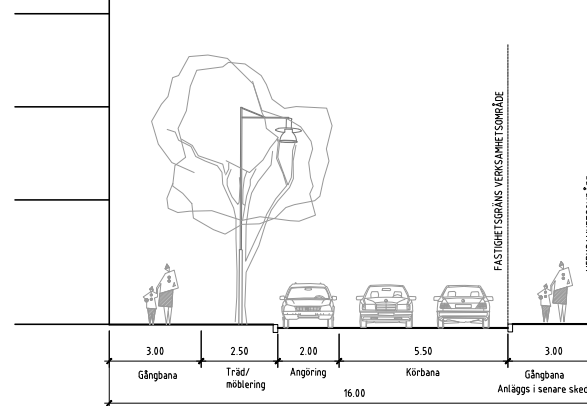 FASTIGHETSGRÄNS VERKSAMHETSOMRÅDE
3.00
2.50
2.00
5.50
3.00
Gångbana
Träd/
möblering
Angöring
Körbana
Gångbana
Anläggs i senare sked
16.00